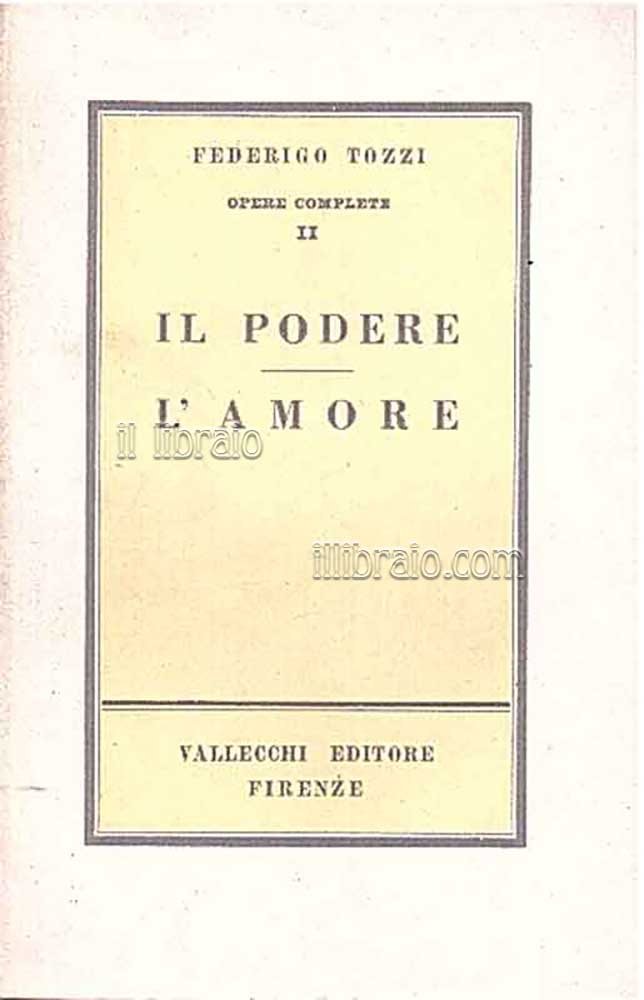 FEDERIGO TOZZI
OPERE COMPLETE
II
IL PODERE
L'AMORE
il libraio
illibraio.com
VALLECCHI EDITORE
FIRENZE